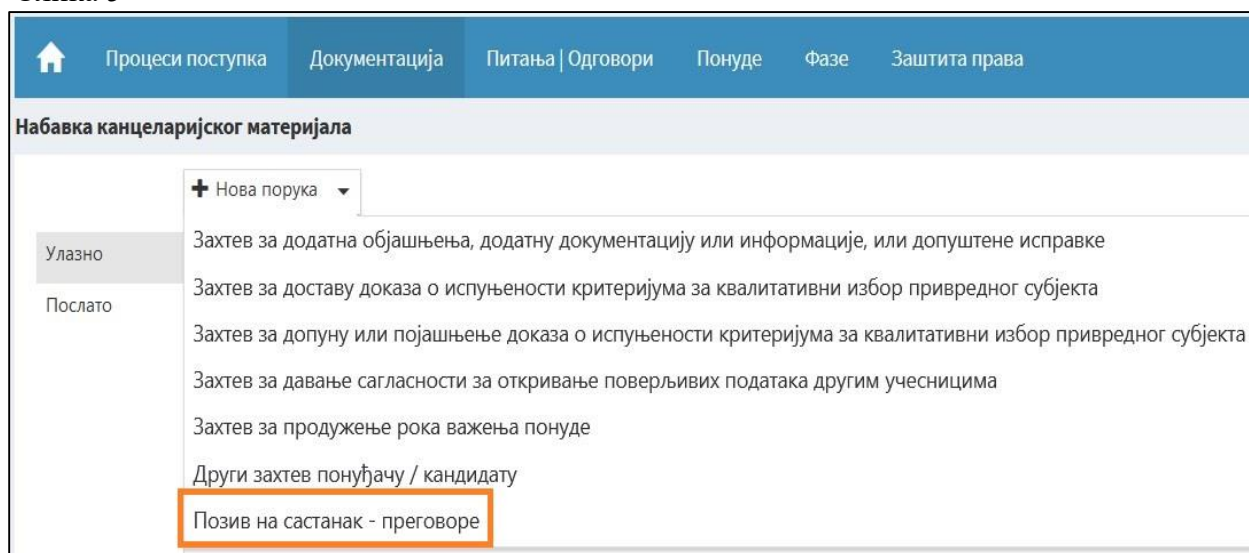 Процеси поступка Документација Питања | Одговори Понуде Фазе Заштита права
Набавка канцеларијског материјала
Нова порука
Улазно
Послато
Захтев за додатна објашњења, додатну документацију или информације, или допуштене исправке
Захтев за доставу доказа о испуњености критеријума за квалитативни избор привредног субјекта
Захтев за допуну или појашњење доказа о испуњености критеријума за квалитативни избор привредног субјекта
Захтев за давање сагласности за откривање поверљивих података другим учесницима
Захтев за продужење рока важења понуде
Други захтев понуђачу / кандидату
Позив на састанак - преговоре